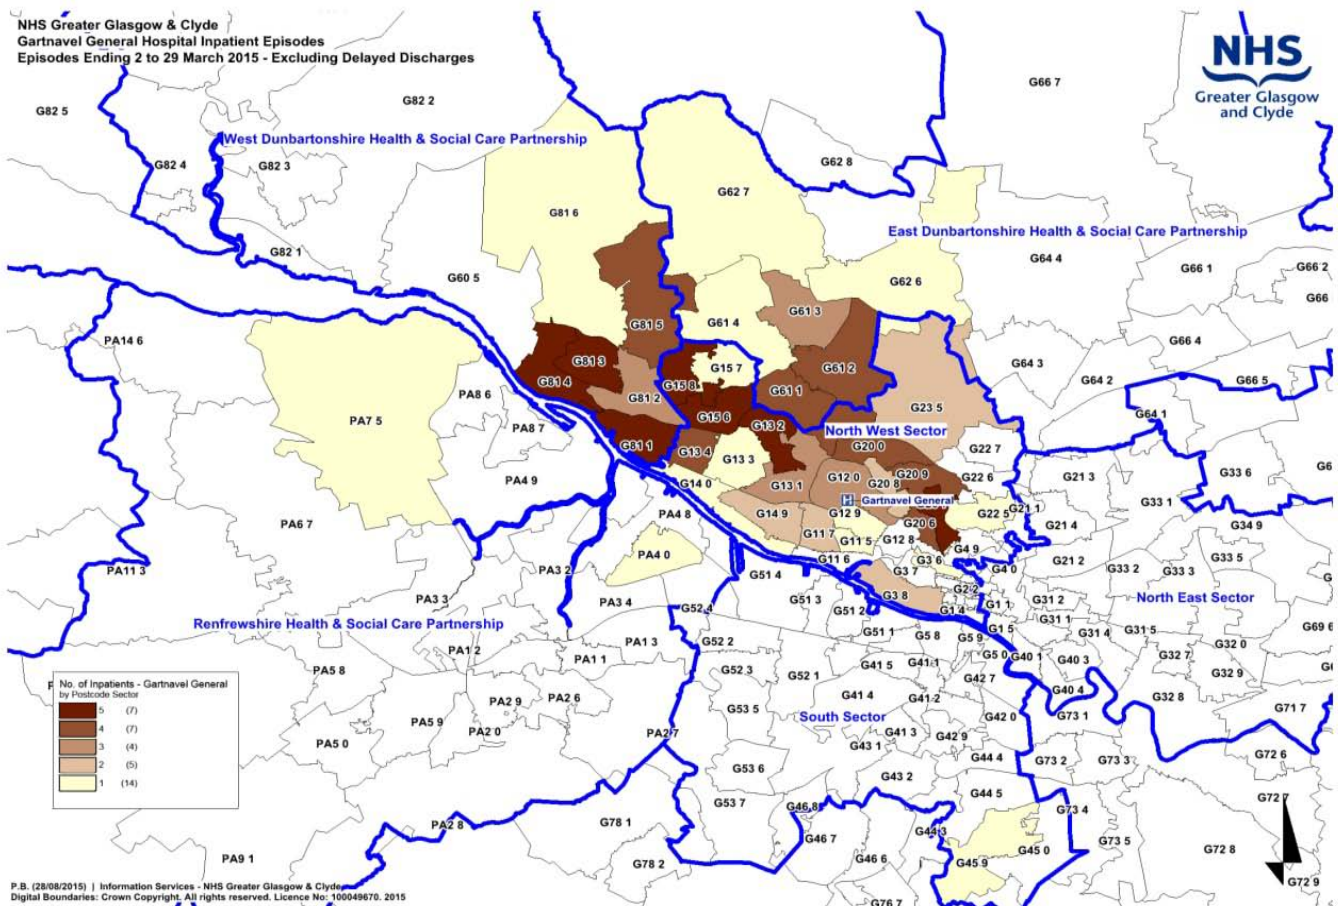 NHS Greater Glasgow & Clyde
Gartnavel General Hospital Inpatient Episodes
Episodes Ending 2 to 29 March 2015 - Excluding Delayed Discharges
NHS
Greater Glasgow
and Clyde
G82 5
G82 2
G66 7
West Dunbartonshire Health & Social Care Partnership
G82 4
G82 3
G62 8
G62 7
G81 6
East Dunbartonshire Health & Social Care Partnership
G82 1
G64 4
G60 5
G62 6
G66 1
G66 2
G66
G61 3
G81 5
G61 4
PA14 6
G66 4
G81 3
G15 7
G61 2
G64 3
G81 4
G15 8
G64 2
G66 5
PA8 6
G81 2
G61 1
G23 5
PA7 5
G15 6
G64 1
PA8 7
G13 2
North West Sector
G81 1
G13 4
G20 0
G22 7
G13 3
G33 6
G6
PA4 9
G14 0
G13 1
G12 0
G20 8
G20 9
G22 6
G21 3
Gartnavel General
G33 1
PA4 8
G14 9
G12 9
G22 5
G21 1
PA6 7
G20 6
G21 4
G34 9
G11 7
G11 5
G12 8
G4 9
PA4 0
G11 6
G3 6
G21 2
G33 5
PA11 3
PA3 2
G51 4
G3 7
G4 0
G33 2
G33 3
G2 2
PA3 3
PA3 4
G52 4
G51 3
G51 2
G3 8
G1 4
G1 1
G31 2
North East Sector
Renfrewshire Health & Social Care Partnership
G31 1
G69 6
PA1 3
G52 2
G51 1
G5 8
G5 9
G1 5
G31 4
G31 5
PA1 2
PA1 1
G5 0
G40 1
G40 3
G32 7
G32 0
PA5 8
G52 3
G52 1
G41 5
G41 1
G42 7
G32 9
No. of Inpatients - Gartnavel General
by Postcode Sector
5 (7)
4 (7)
3 (4)
2 (5)
1 (14)
PA2 9
PA2 6
G41 4
G41 2
G40 4
G32 8
G53 5
South Sector
G42 0
G73 1
G71 7
PA5 9
PA2 0
PA2 7
G41 3
G42 9
PA5 0
G43 1
G44 4
G73 2
G73 3
G72 6
G53 6
G43 2
G44 5
G72 7
G53 7
G46 8
G73 4
PA2 8
G78 1
G46 7
G44 3
G45 0
G73 5
G72 8
PA9 1
G78 2
G46 6
G45 9
G72 9
G76 7
P.B. (28/08/2015) | Information Services - NHS Greater Glasgow & Clyde
Digital Boundaries: Crown Copyright. All rights reserved. Licence No: 100049670. 2015